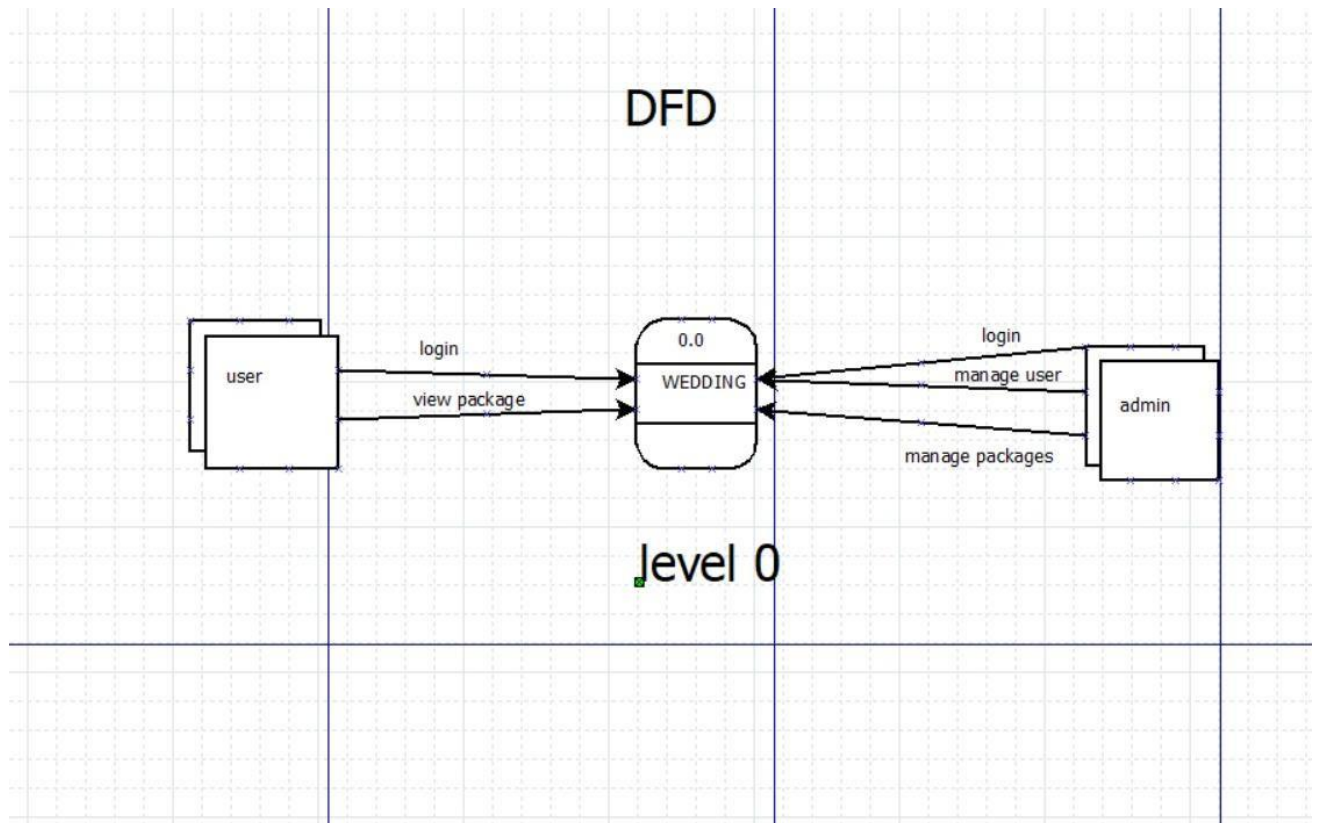 DFD
user
login
view package
0.0
WEDDING
login
manage user
manage packages
admin
level 0